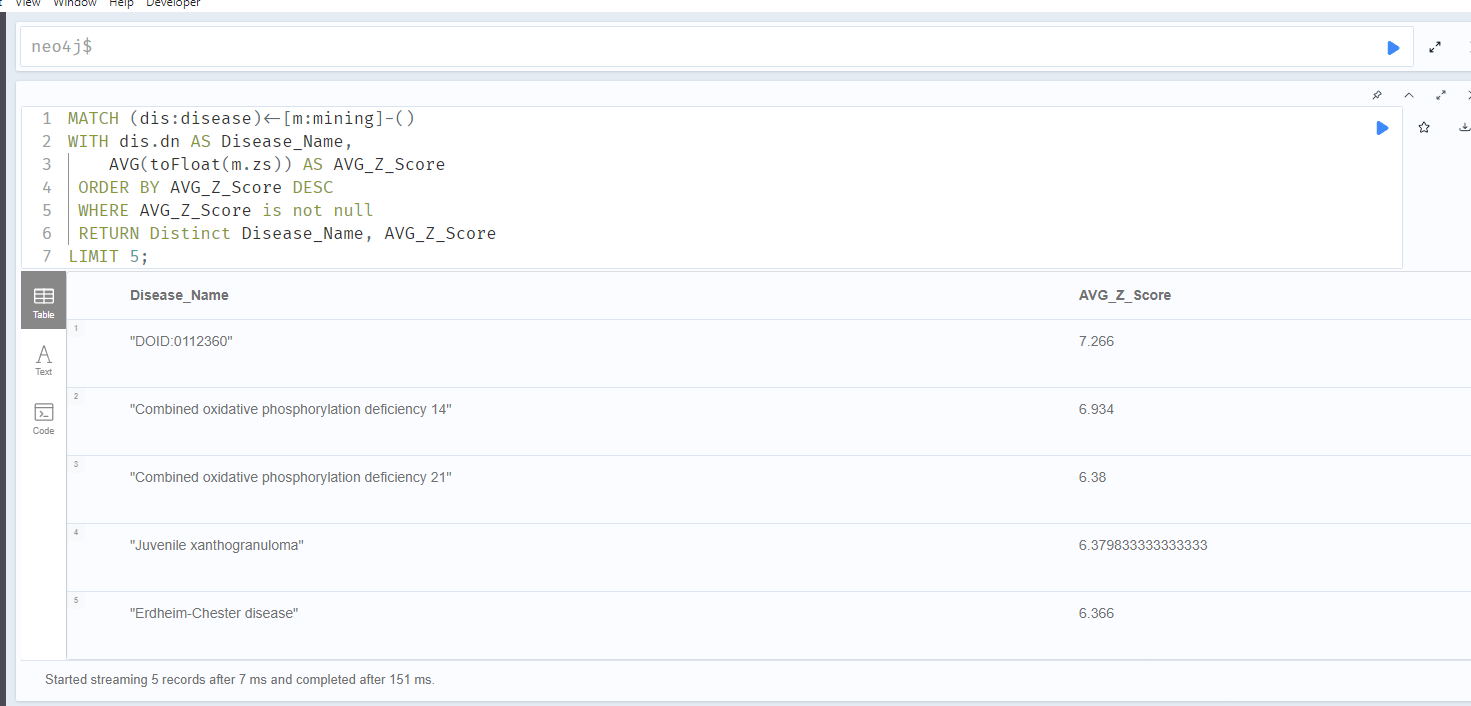 View Window Help Developer
neo4j$
1 MATCH (dis:disease)<-[m:mining]-()
2 WITH dis.dn AS Disease_Name,
3 AVG(toFloat(m.zs)) AS AVG_Z_Score
4 ORDER BY AVG_Z_Score DESC
5 WHERE AVG_Z_Score is not null
6 RETURN Distinct Disease_Name, AVG_Z_Score
7 LIMIT 5;
Table
Text
Code
Disease_Name AVG_Z_Score
1 "DOID:0112360" 7.266
2 "Combined oxidative phosphorylation deficiency 14" 6.934
3 "Combined oxidative phosphorylation deficiency 21" 6.38
4 "Juvenile xanthogranuloma" 6.379833333333333
5 "Erdheim-Chester disease" 6.366
Started streaming 5 records after 7 ms and completed after 151 ms.